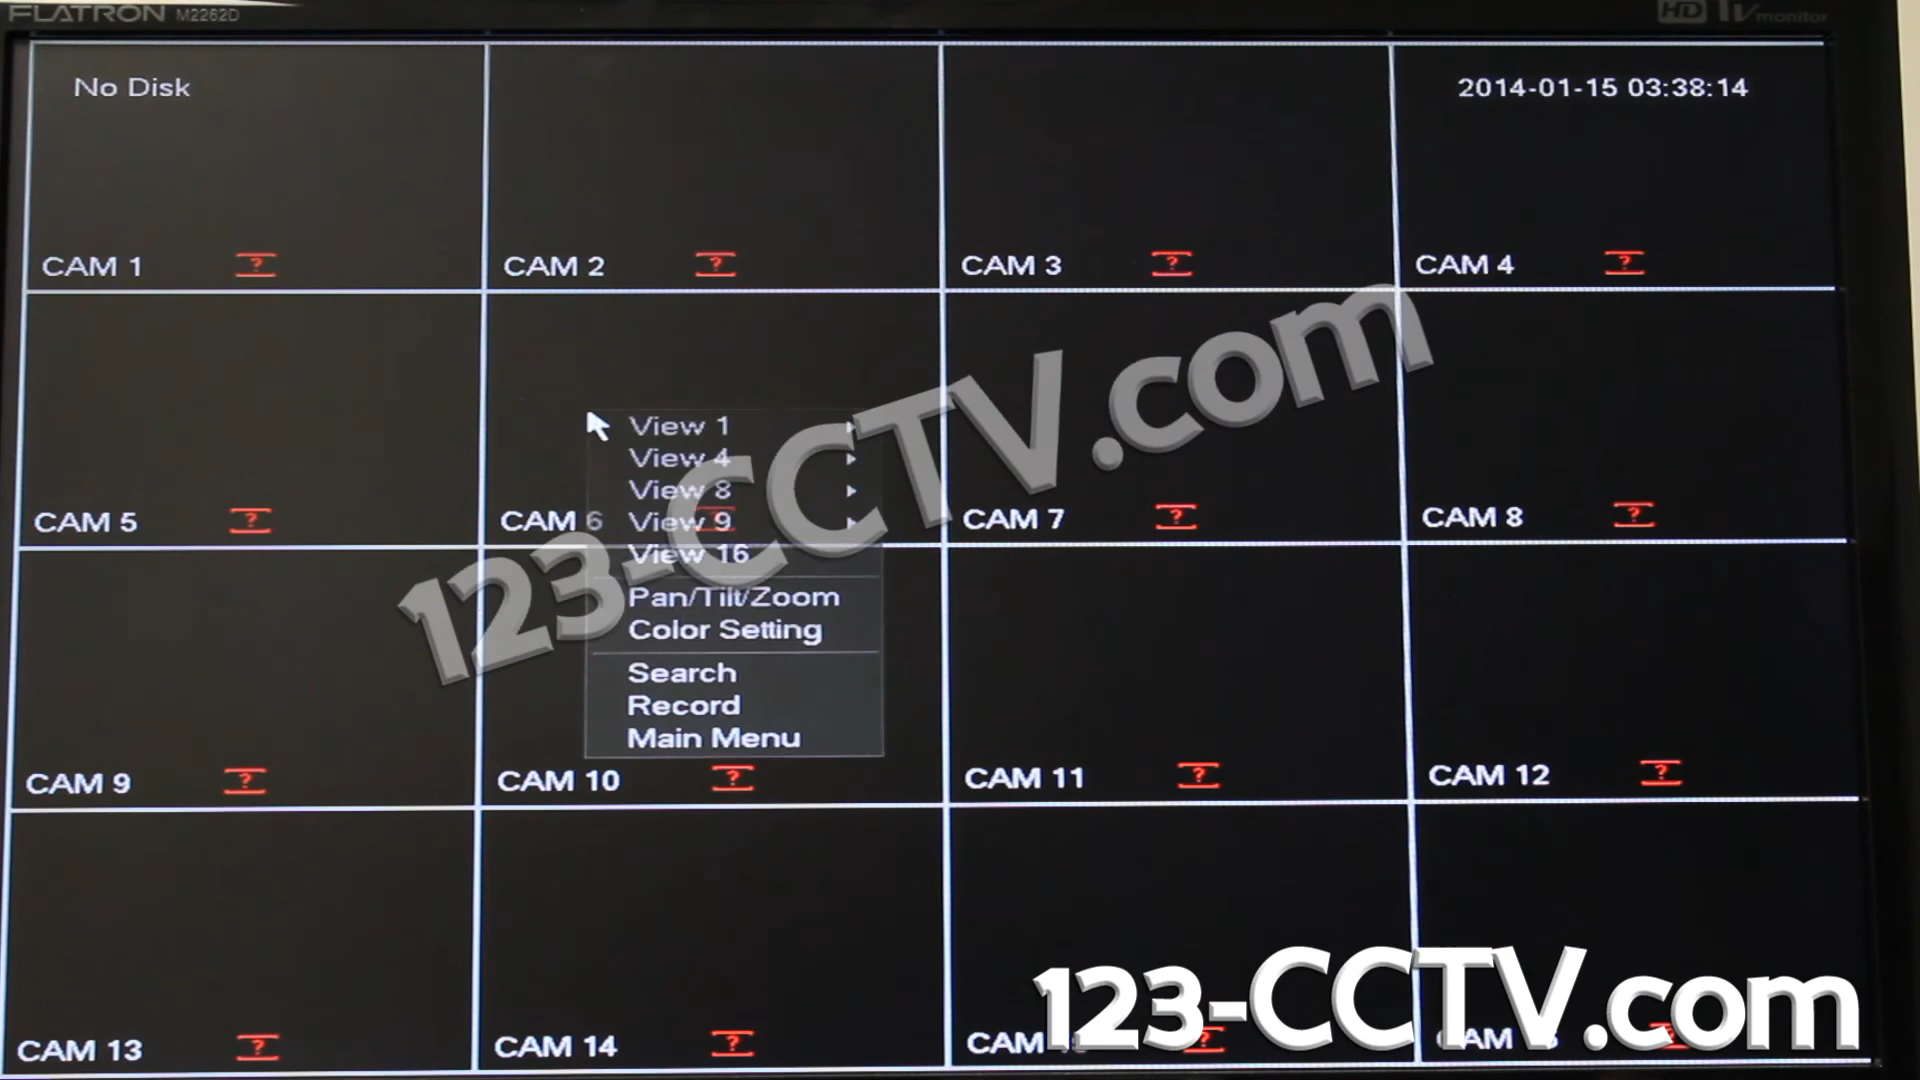 FLATRON M2262D
HD TV monitor
No Disk
2014-01-15 03:38:14
CAM 1 ?
CAM 2 ?
CAM 3 ?
CAM 4 ?
CAM 5 ?
CAM 6
CAM 7 ?
CAM 8 ?
View 1
View 4
View 8
View 9
View 16
Pan/Tilt/Zoom
Color Setting
Search
Record
Main Menu
123-CCTV.com
CAM 9 ?
CAM 10 ?
CAM 11 ?
CAM 12 ?
CAM 13 ?
CAM 14 ?
CAM
CAM
123-CCTV.com